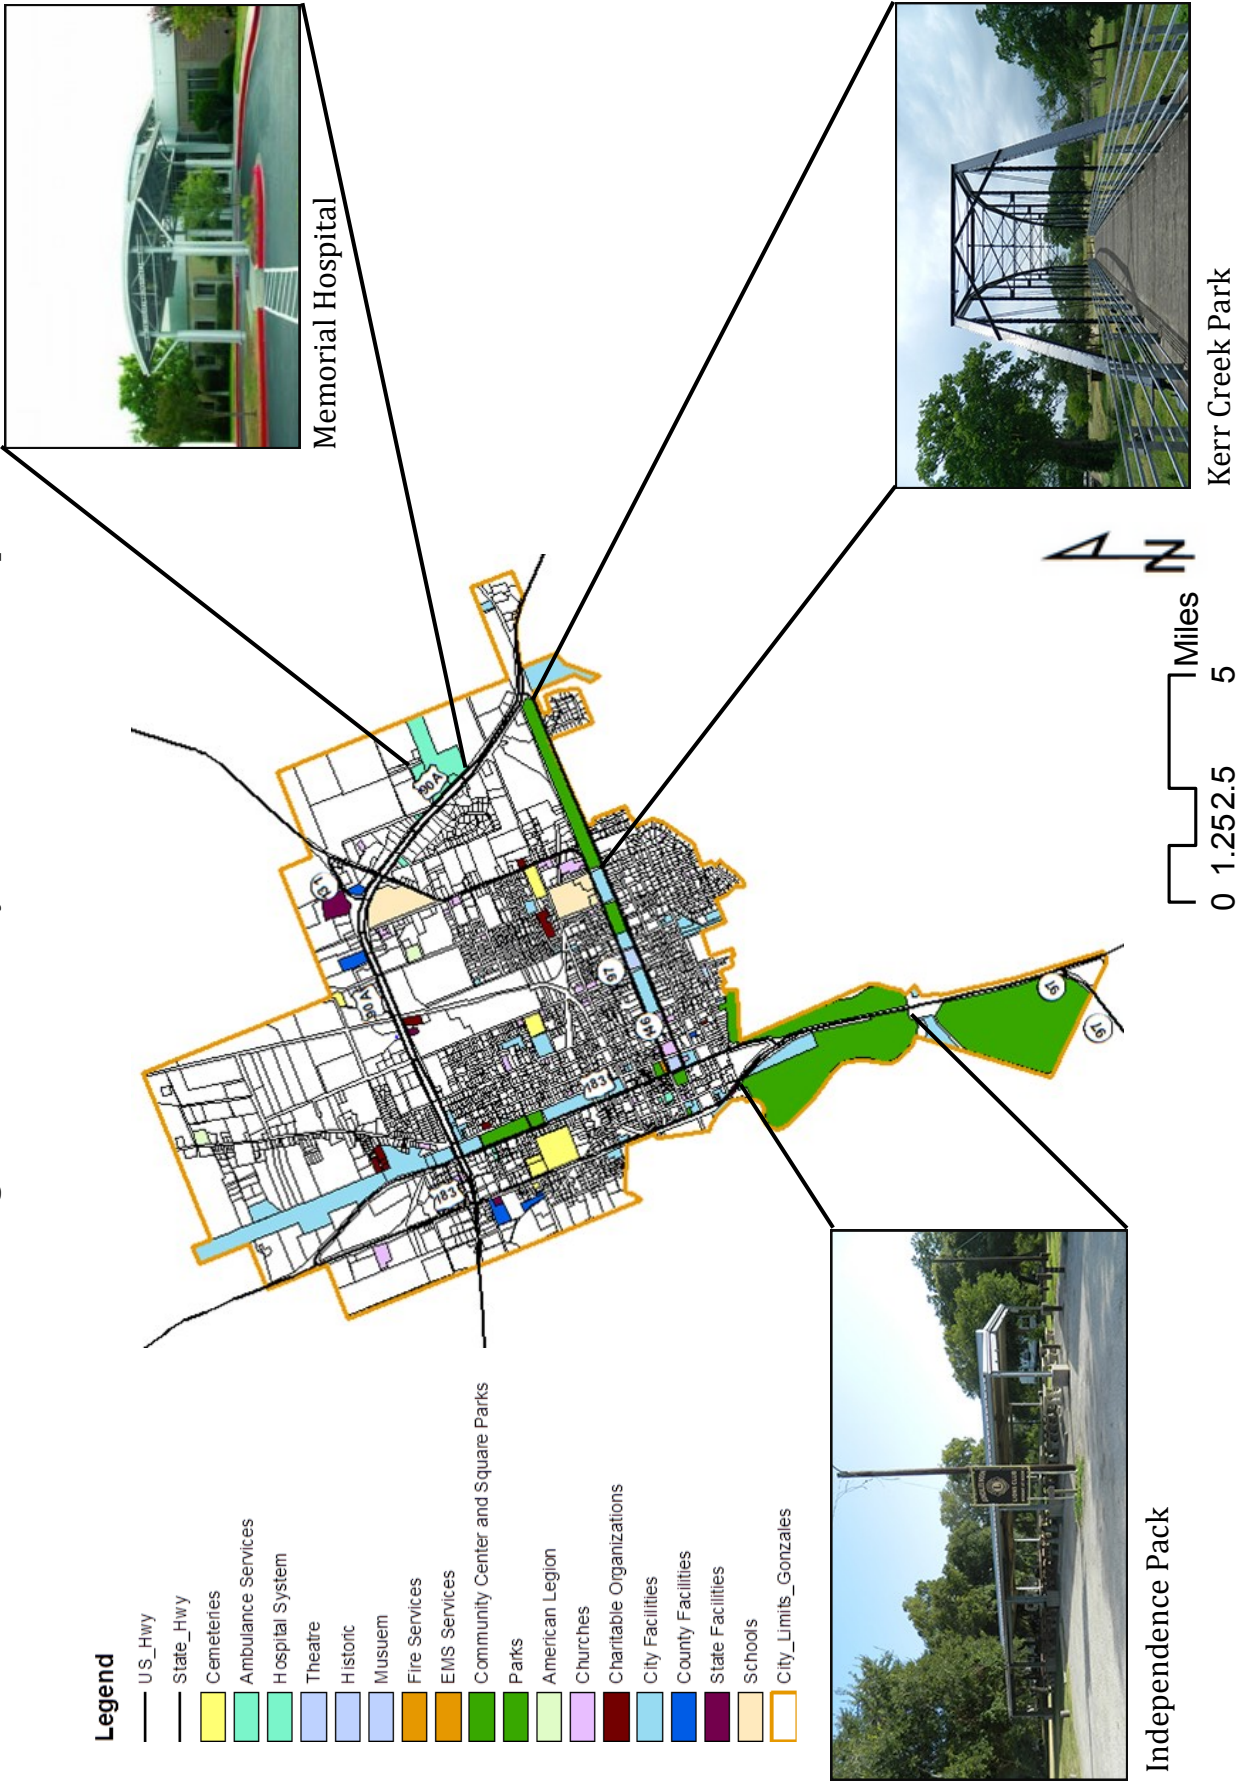 Memorial Hospital
Kerr Creek Park
Independence Pack
Legend
US_Hwy
State_Hwy
Cemeteries
Ambulance Services
Hospital System
Theatre
Historic
Musuem
Fire Services
EMS Services
Community Center and Square Parks
Parks
American Legion
Churches
Charitable Organizations
City Facilities
County Facilities
State Facilities
Schools
City_Limits_Gonzales
90A
90A
183
183
146
97
97
N
0 1.25 2.5 5
Miles
LIONS CLUB